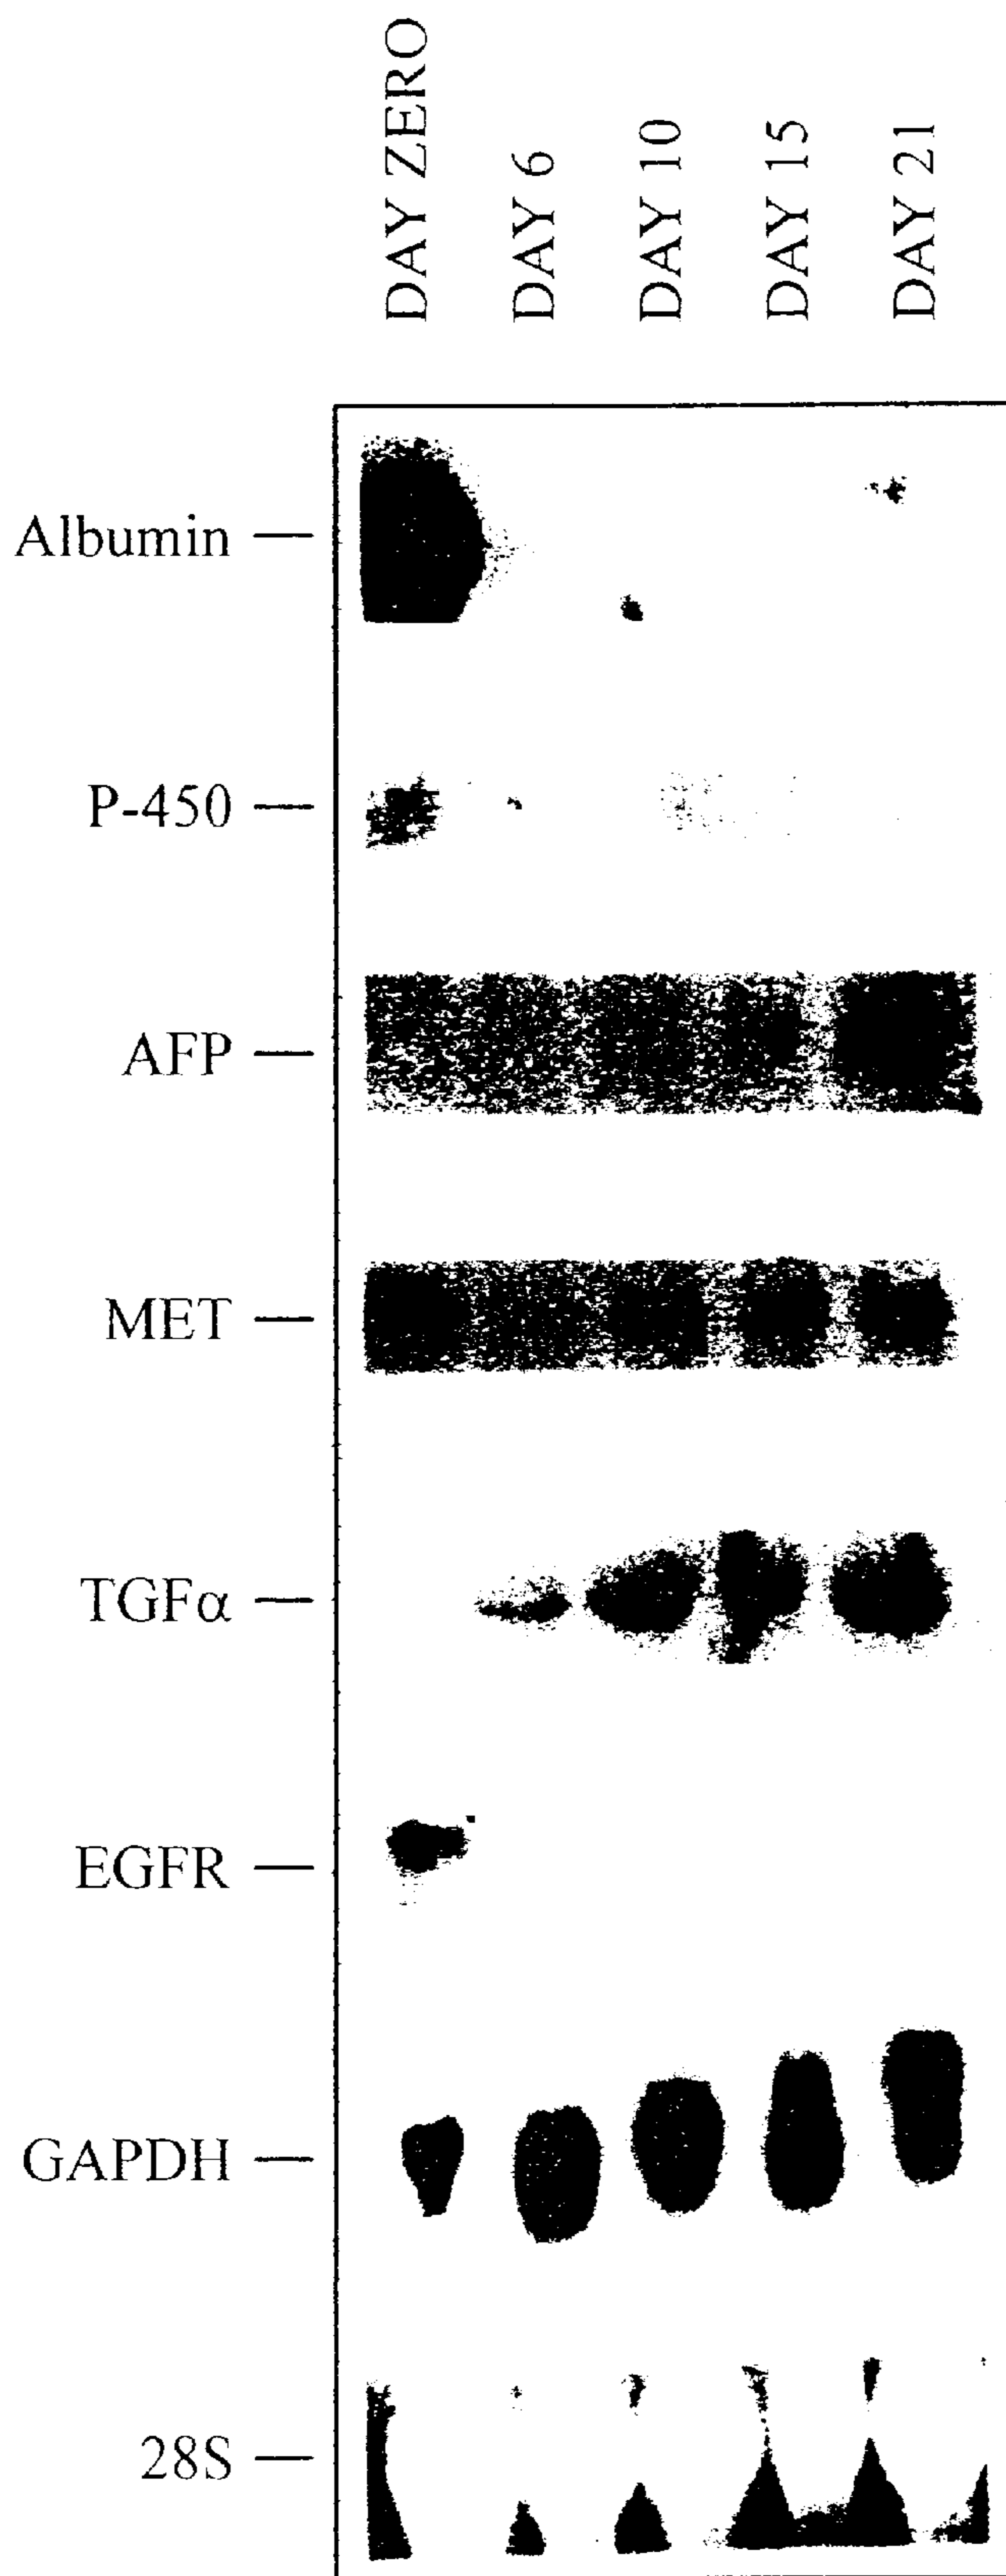 DAY ZERO
DAY 6
DAY 10
DAY 15
DAY 21
Albumin
P-450
AFP
MET
TGFα
EGFR
GAPDH
28S